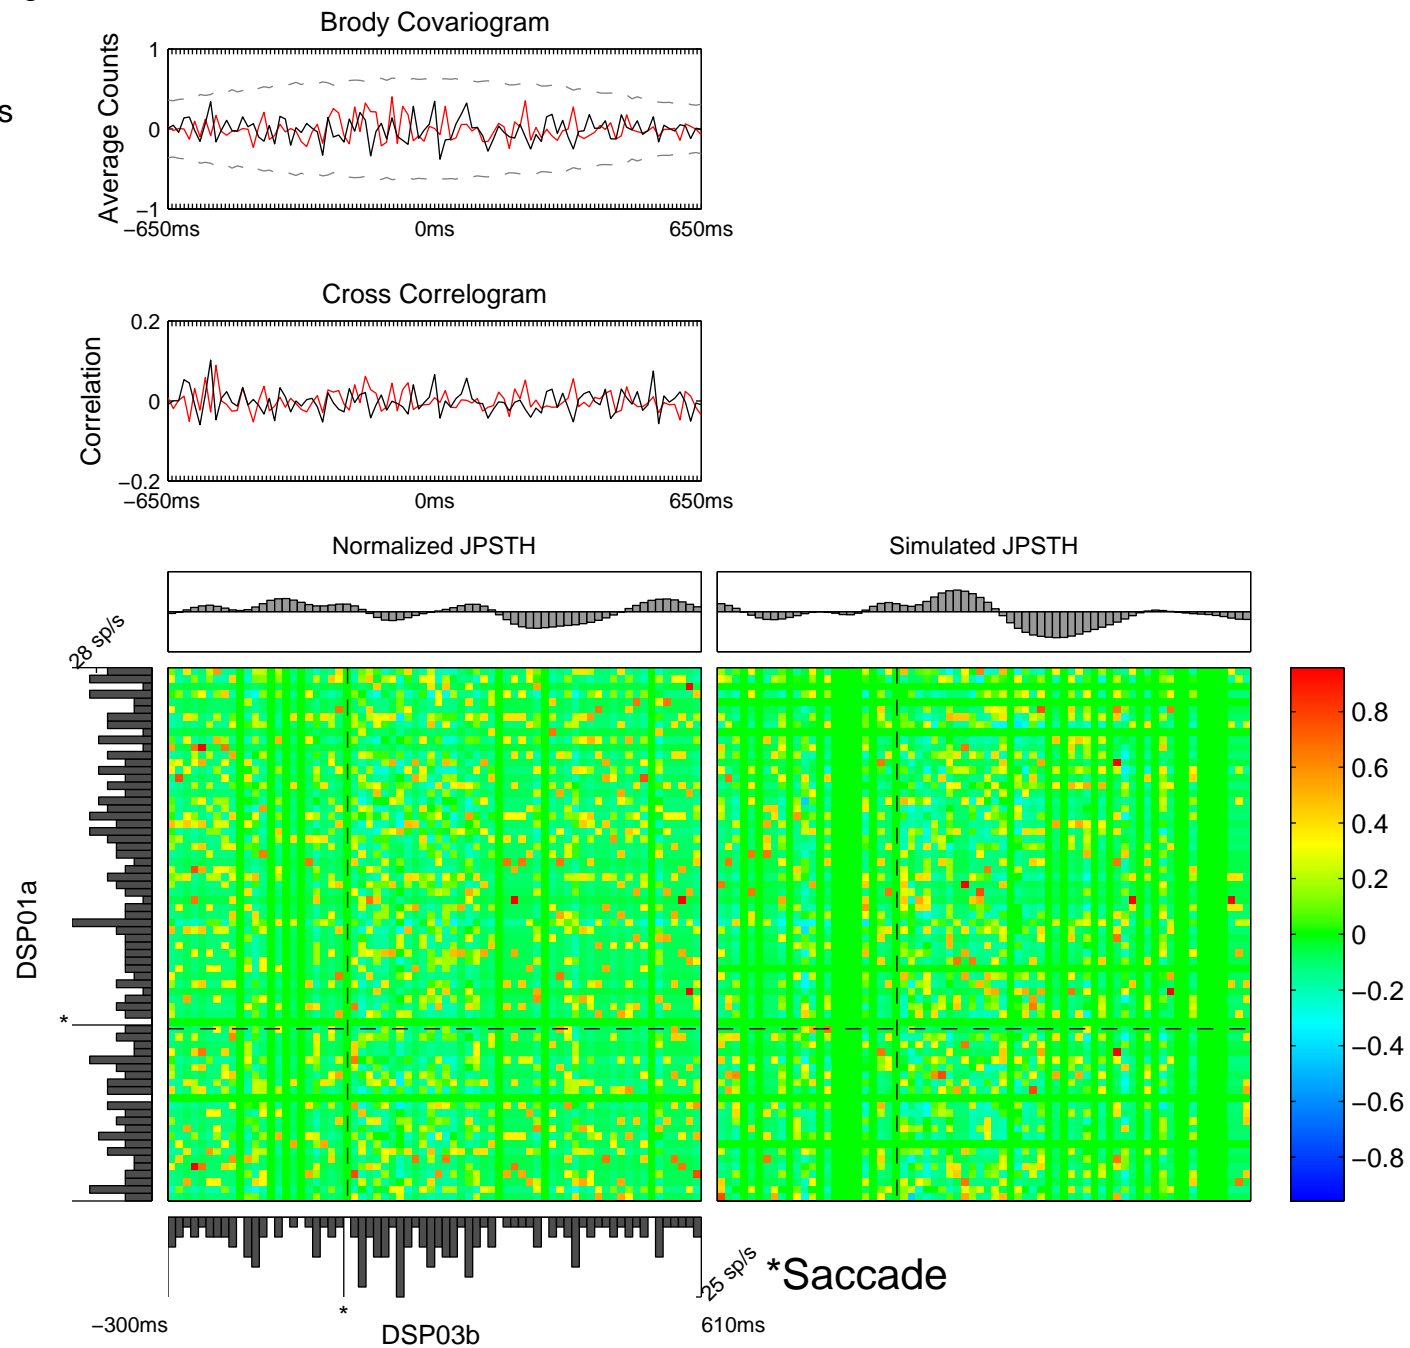 g
Brody Covariogram
s
Average Counts
1
0
−1
−650ms
0ms
650ms
Cross Correlogram
Correlation
0.2
0
−0.2
−650ms
0ms
650ms
Normalized JPSTH
Simulated JPSTH
28 sp/s
DSP01a
*
0.8
0.6
0.4
0.2
0
−0.2
−0.4
−0.6
−0.8
25 sp/s
*Saccade
*
−300ms
DSP03b
610ms